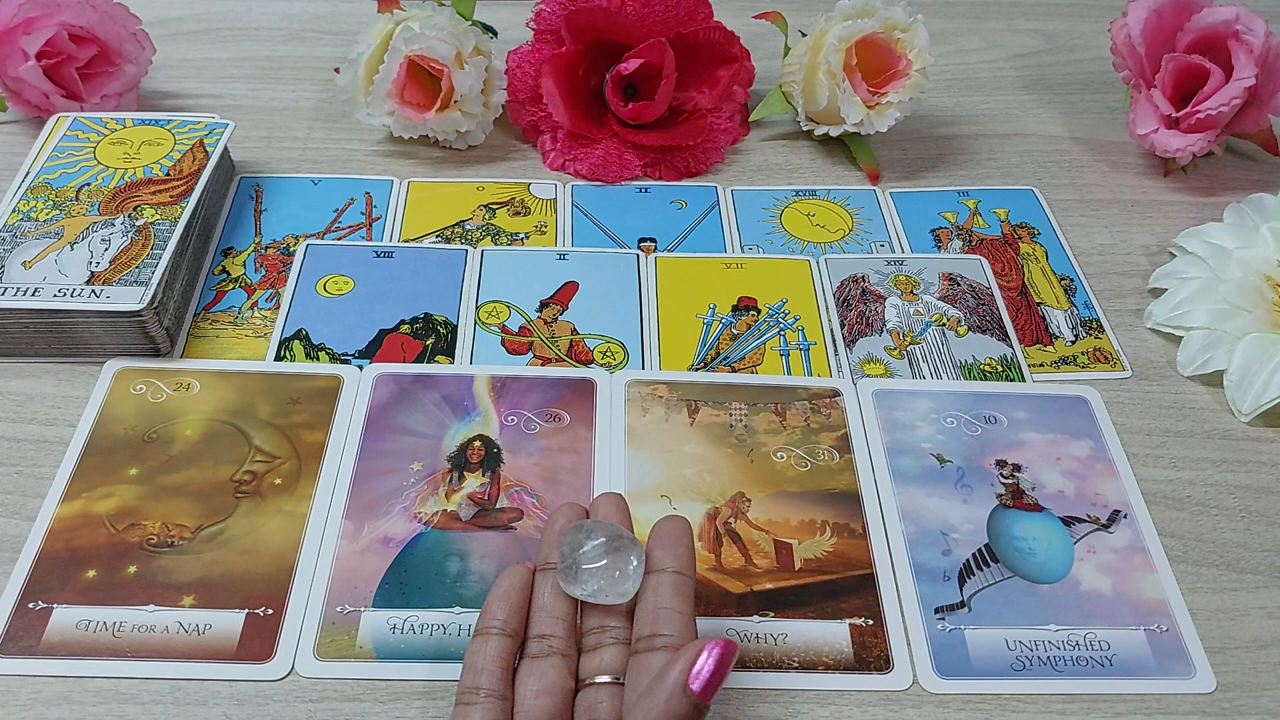 XIX
THE SUN.
V
II
XVIII
III
VIII
II
VII
XIV
24
TIME FOR A NAP
26
HAPPY, H
31
WHY?
10
UNFINISHED
SYMPHONY